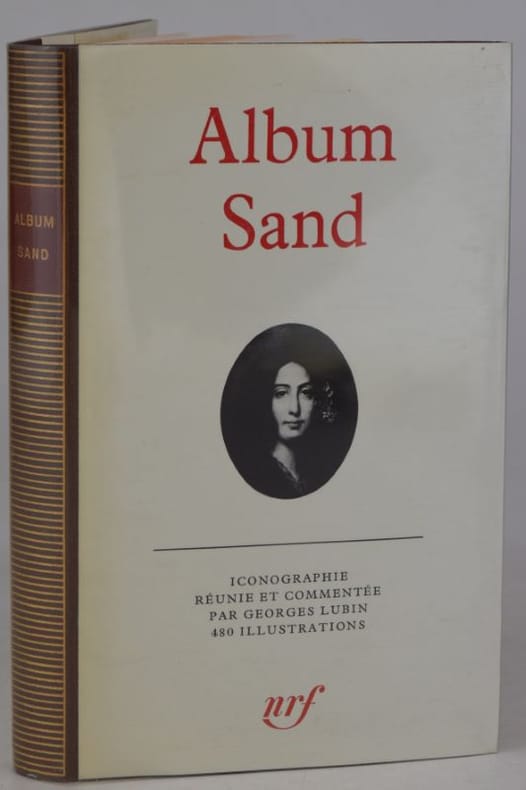 ALBUM
SAND
Album
Sand
ICONOGRAPHIE
RÉUNIE ET COMMENTÉE
PAR GEORGES LUBIN
480 ILLUSTRATIONS
nrf